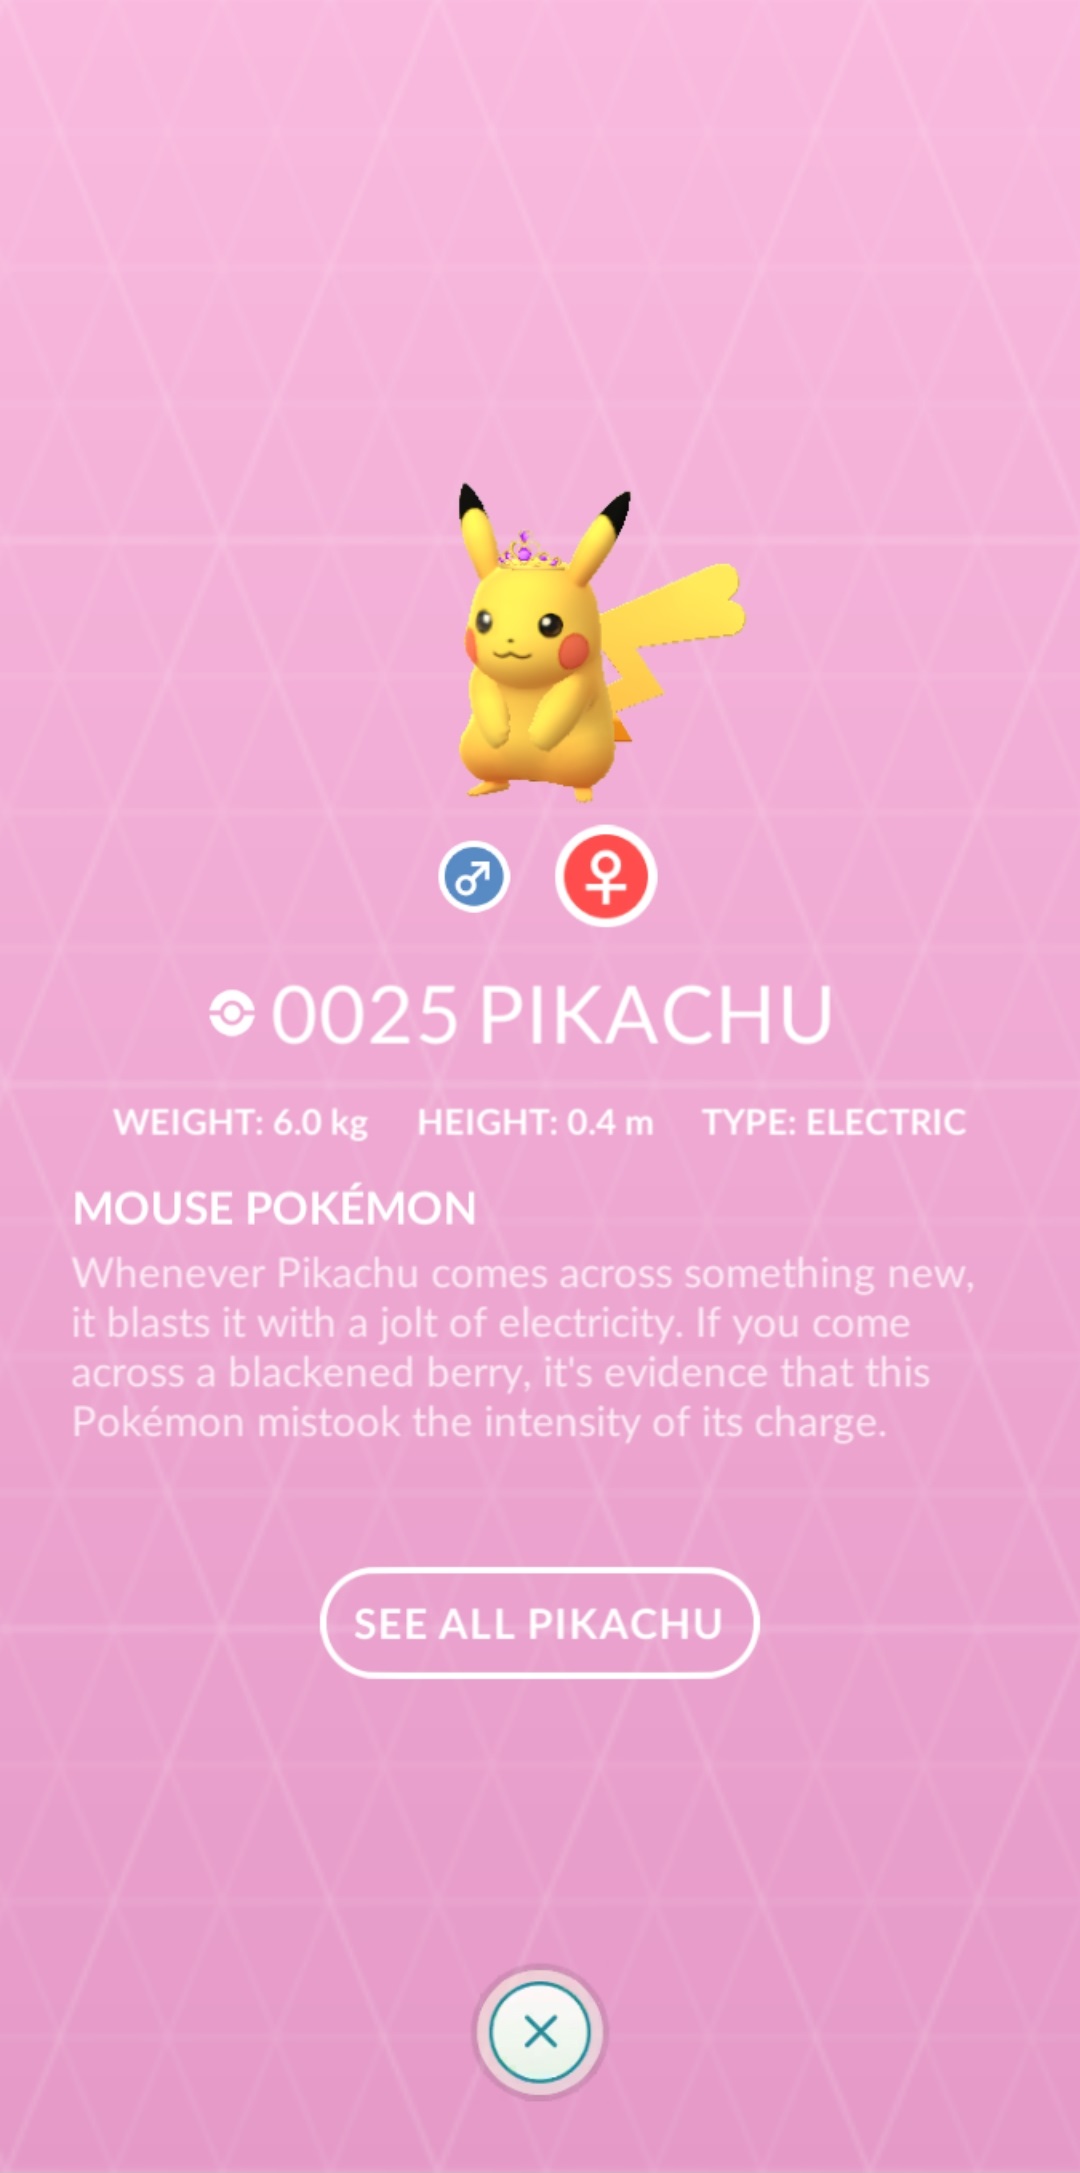 0025 PIKACHU
WEIGHT: 6.0 kg HEIGHT: 0.4 m TYPE: ELECTRIC
MOUSE POKÉMON
Whenever Pikachu comes across something new,
it blasts it with a jolt of electricity. If you come
across a blackened berry, it's evidence that this
Pokémon mistook the intensity of its charge.
SEE ALL PIKACHU